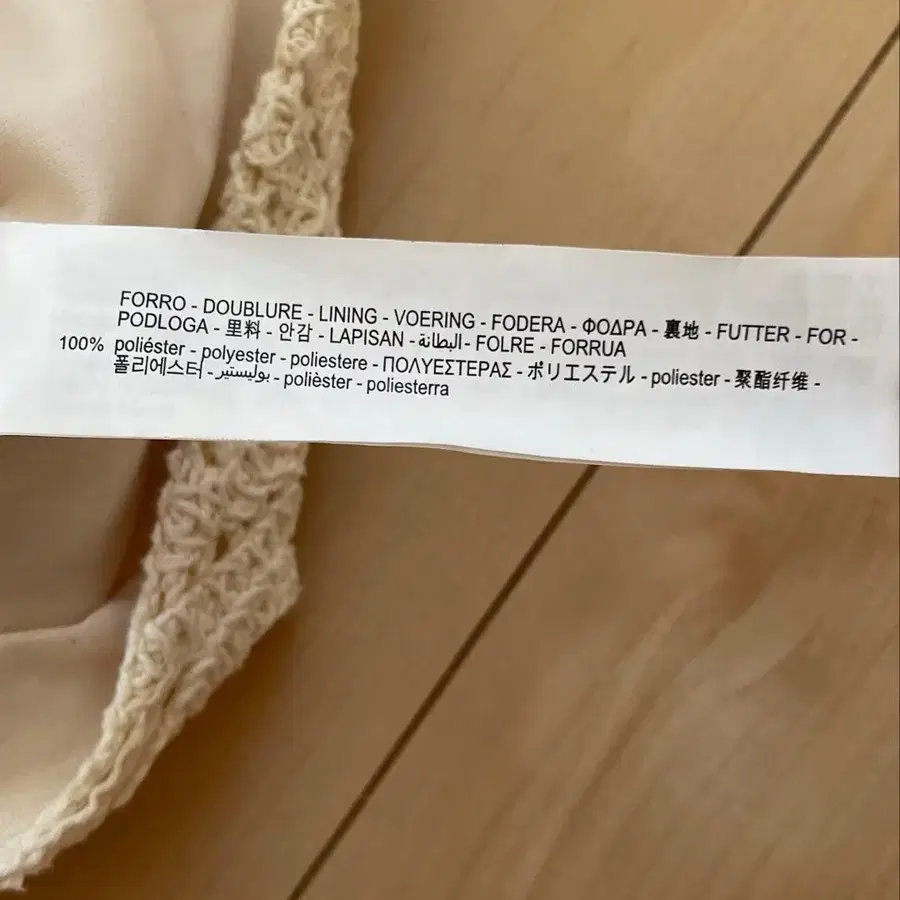 FORRO - DOUBLURE - LINING - VOERING - FODERA - ΦΟΔΡΑ - 裏地 - FUTTER - FOR -
PODLOGA - 里料 - 안감 - LAPISAN - البطانة - FOLRE - FORRUA
100% poliéster - polyester - poliestere - ΠΟΛΥΕΣΤΕΡΑΣ - ポリエステル - poliester - 聚酯纤维 -
폴리에스터 - بوليستير - polièster - poliesterra